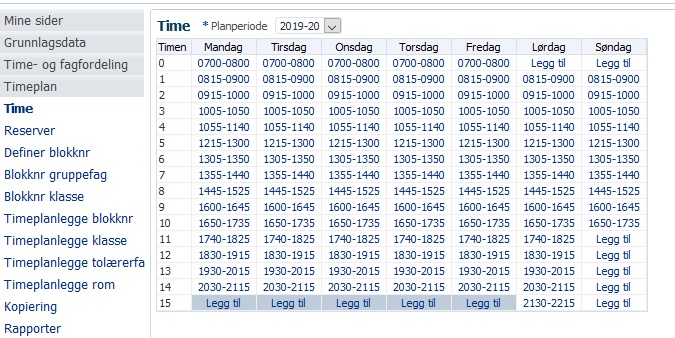 Mine sider
Grunnlagsdata
Time- og fagfordeling
Timeplan
Time
Reserver
Definer blokknr
Blokknr gruppefag
Blokknr klasse
Timeplanlegge blokknr
Timeplanlegge klasse
Timeplanlegge tolærerfa
Timeplanlegge rom
Kopiering
Rapporter
Time * Planperiode 2019-20
Timen Mandag Tirsdag Onsdag Torsdag Fredag Lørdag Søndag
0 0700-0800 0700-0800 0700-0800 0700-0800 0700-0800 Legg til Legg til
1 0815-0900 0815-0900 0815-0900 0815-0900 0815-0900 0815-0900 0815-0900
2 0915-1000 0915-1000 0915-1000 0915-1000 0915-1000 0915-1000 0915-1000
3 1005-1050 1005-1050 1005-1050 1005-1050 1005-1050 1005-1050 1005-1050
4 1055-1140 1055-1140 1055-1140 1055-1140 1055-1140 1055-1140 1055-1140
5 1215-1300 1215-1300 1215-1300 1215-1300 1215-1300 1215-1300 1215-1300
6 1305-1350 1305-1350 1305-1350 1305-1350 1305-1350 1305-1350 1305-1350
7 1355-1440 1355-1440 1355-1440 1355-1440 1355-1440 1355-1440 1355-1440
8 1445-1525 1445-1525 1445-1525 1445-1525 1445-1525 1445-1525 1445-1525
9 1600-1645 1600-1645 1600-1645 1600-1645 1600-1645 1600-1645 1600-1645
10 1650-1735 1650-1735 1650-1735 1650-1735 1650-1735 1650-1735 1650-1735
11 1740-1825 1740-1825 1740-1825 1740-1825 1740-1825 1740-1825 Legg til
12 1830-1915 1830-1915 1830-1915 1830-1915 1830-1915 1830-1915 Legg til
13 1930-2015 1930-2015 1930-2015 1930-2015 1930-2015 1930-2015 Legg til
14 2030-2115 2030-2115 2030-2115 2030-2115 2030-2115 2030-2115 Legg til
15 Legg til Legg til Legg til Legg til Legg til 2130-2215 Legg til